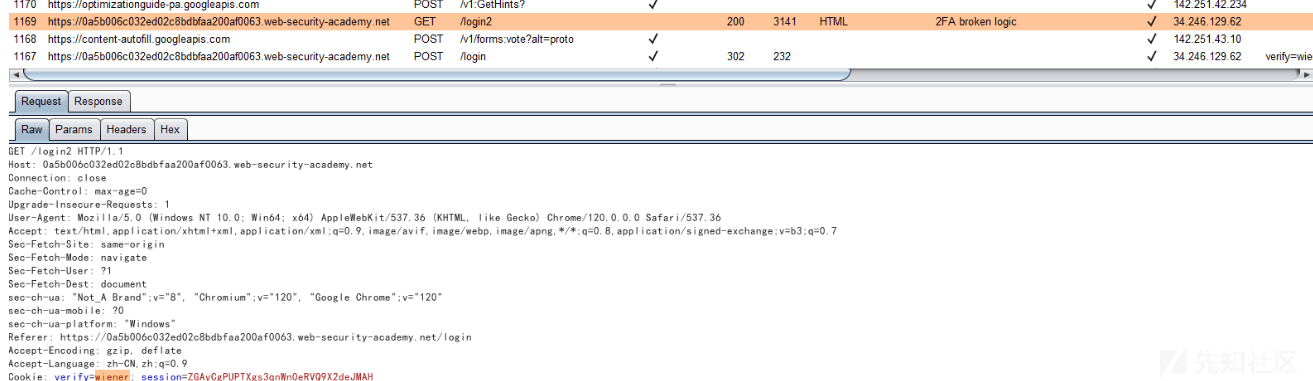 1170 https://optimizationguide-pa.googleapis.com POST /v1:GetHints? ✓ ✓ 142.251.42.234
1169 https://0a5b006c032ed02c8bdbfaa200af0063.web-security-academy.net GET /login2 200 3141 HTML 2FA broken logic ✓ 34.246.129.62
1168 https://content-autofill.googleapis.com POST /v1/forms:vote?alt=proto ✓ ✓ 142.251.43.10
1167 https://0a5b006c032ed02c8bdbfaa200af0063.web-security-academy.net POST /login ✓ 302 232 ✓ 34.246.129.62 verify=wie
Request Response
Raw Params Headers Hex
GET /login2 HTTP/1.1
Host: 0a5b006c032ed02c8bdbfaa200af0063.web-security-academy.net
Connection: close
Cache-Control: max-age=0
Upgrade-Insecure-Requests: 1
User-Agent: Mozilla/5.0 (Windows NT 10.0; Win64; x64) AppleWebKit/537.36 (KHTML, like Gecko) Chrome/120.0.0.0 Safari/537.36
Accept: text/html,application/xhtml+xml,application/xml;q=0.9,image/avif,image/webp,image/apng,*/*;q=0.8,application/signed-exchange;v=b3;q=0.7
Sec-Fetch-Site: same-origin
Sec-Fetch-Mode: navigate
Sec-Fetch-User: ?1
Sec-Fetch-Dest: document
sec-ch-ua: "Not_A Brand";v="8", "Chromium";v="120", "Google Chrome";v="120"
sec-ch-ua-mobile: ?0
sec-ch-ua-platform: "Windows"
Referer: https://0a5b006c032ed02c8bdbfaa200af0063.web-security-academy.net/login
Accept-Encoding: gzip, deflate
Accept-Language: zh-CN,zh;q=0.9
Cookie: verify=wiener; session=ZGAyCgPUPTXgs3qnWnOeRVQ9X2deJMAH
先知社区